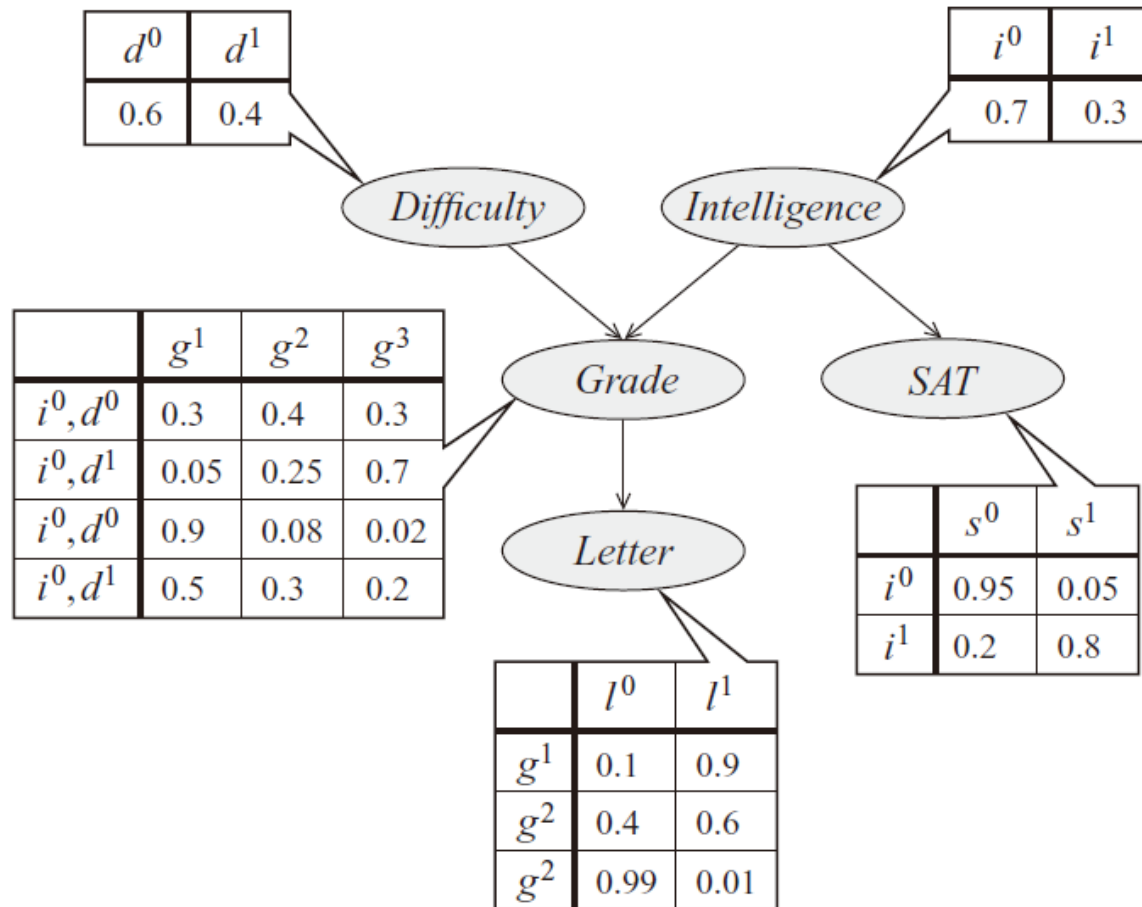 d⁰ d¹
0.6 0.4
i⁰ i¹
0.7 0.3
Difficulty
Intelligence
g¹ g² g³
i⁰, d⁰ 0.3 0.4 0.3
i⁰, d¹ 0.05 0.25 0.7
i⁰, d⁰ 0.9 0.08 0.02
i⁰, d¹ 0.5 0.3 0.2
Grade
SAT
Letter
s⁰ s¹
i⁰ 0.95 0.05
i¹ 0.2 0.8
l⁰ l¹
g¹ 0.1 0.9
g² 0.4 0.6
g² 0.99 0.01